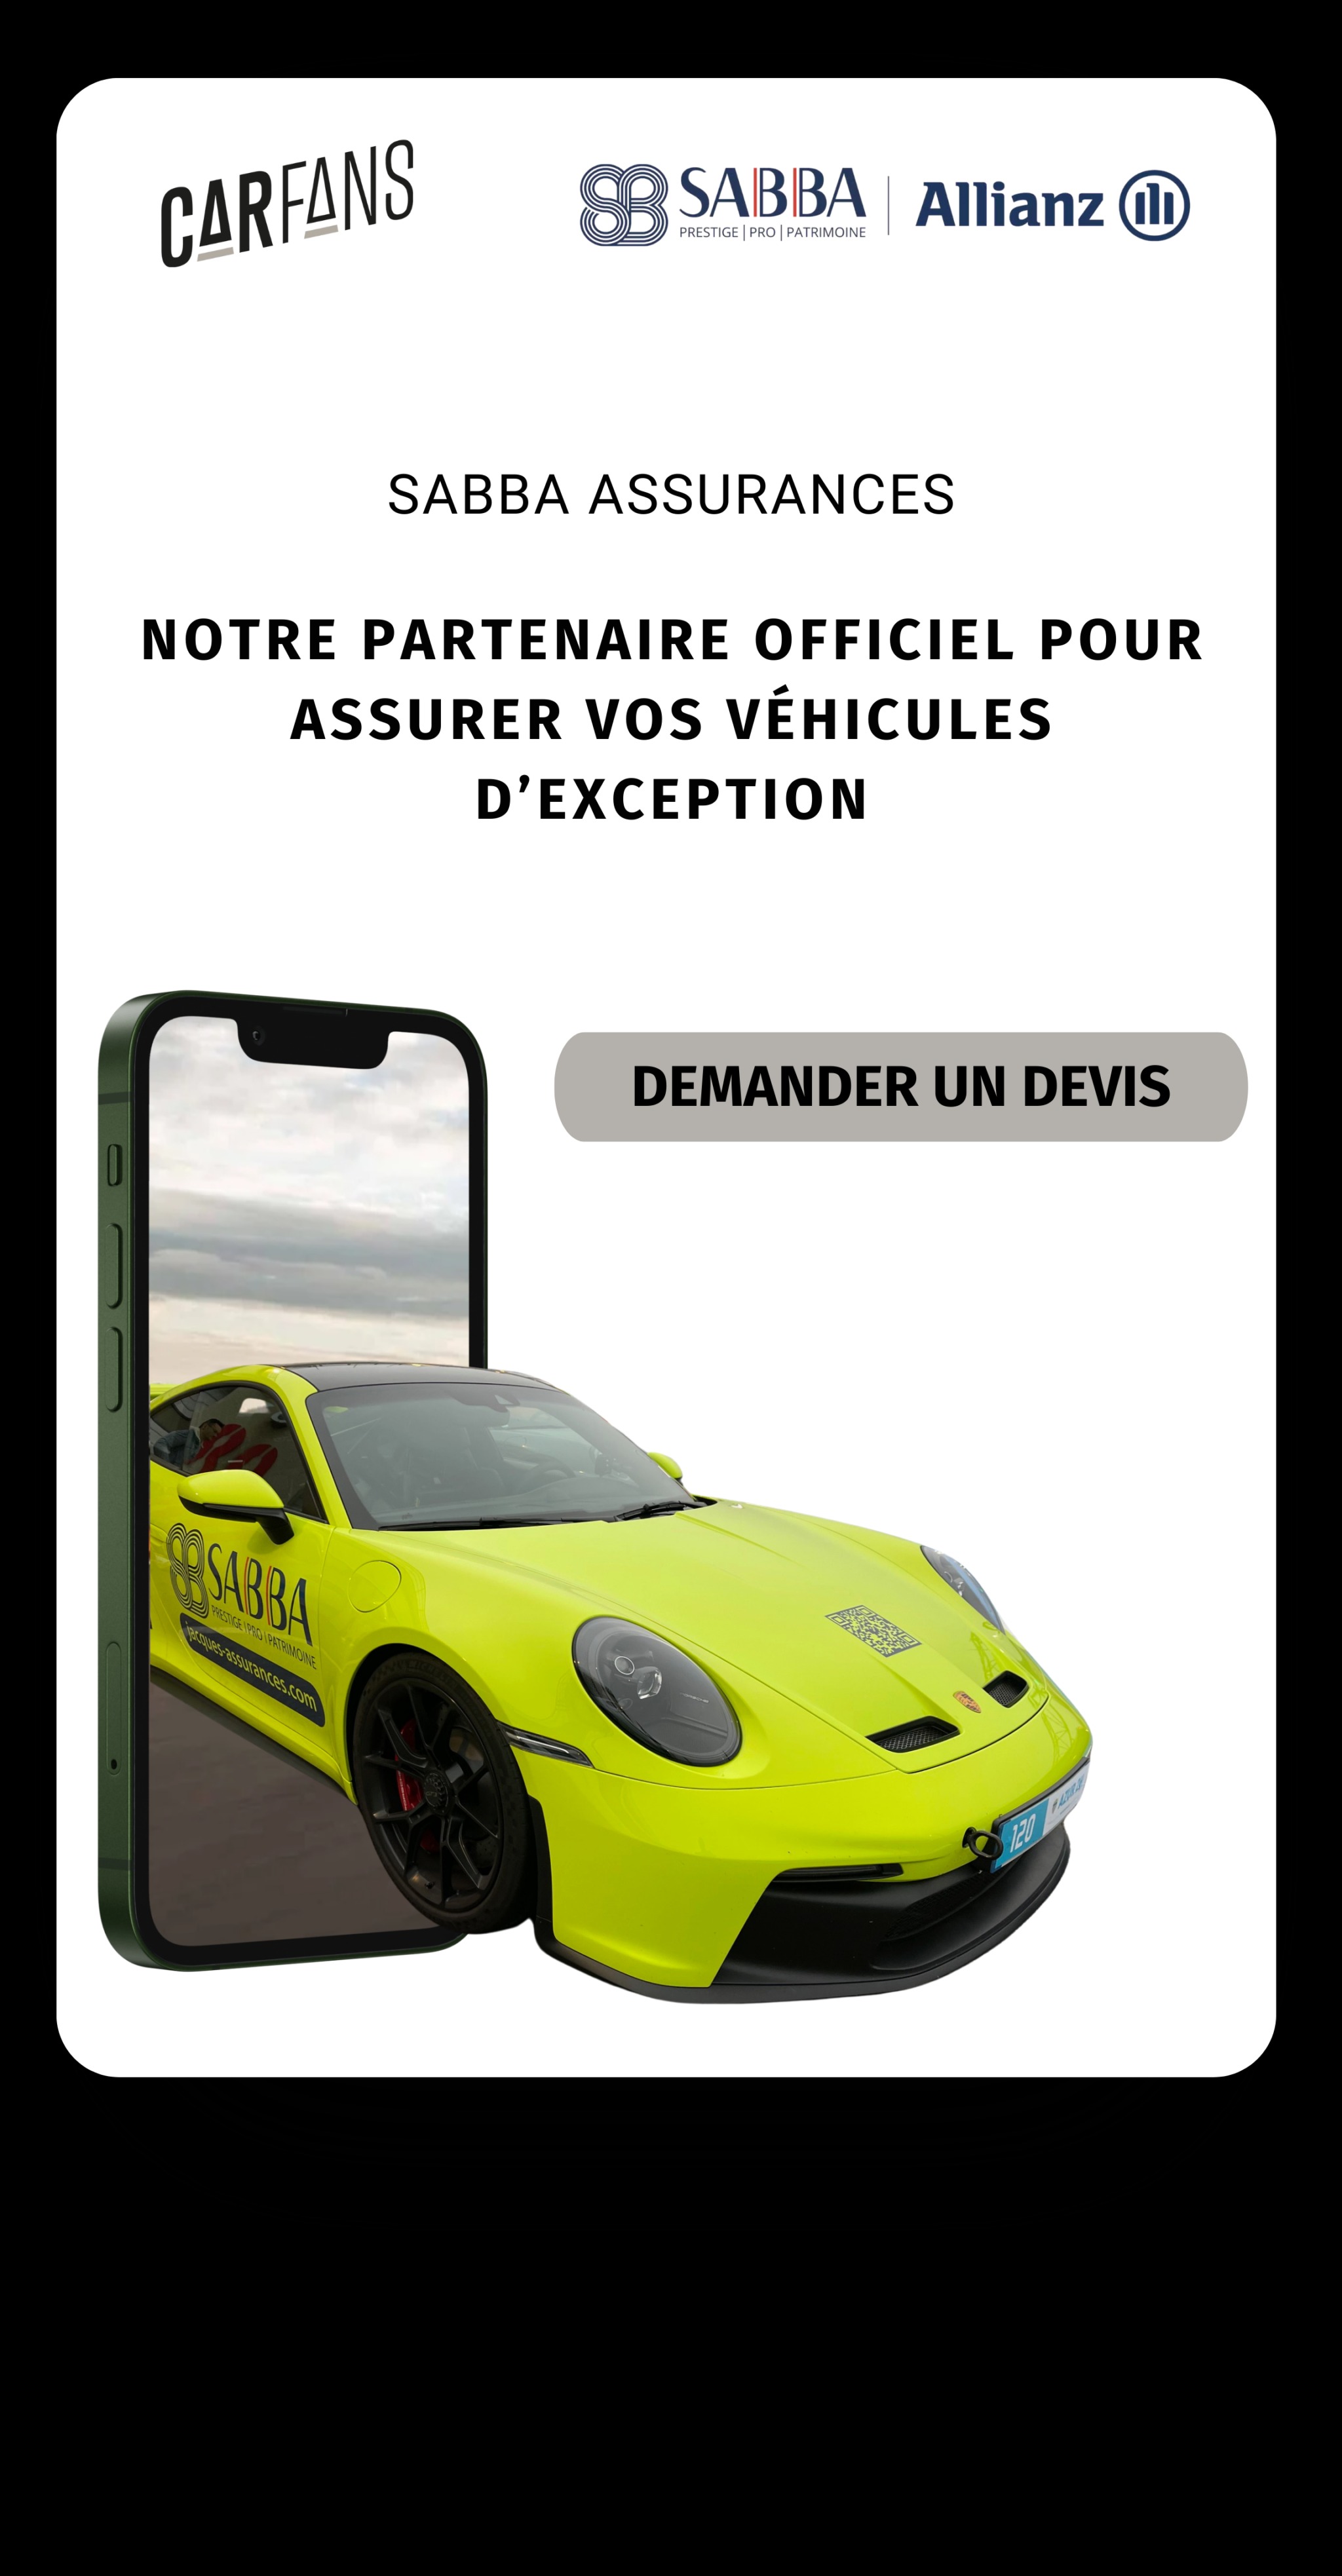 CARFANS
SABBA
PRESTIGE | PRO | PATRIMOINE
Allianz
SABBA ASSURANCES
NOTRE PARTENAIRE OFFICIEL POUR
ASSURER VOS VÉHICULES
D’EXCEPTION
DEMANDER UN DEVIS
SABBA
PRESTIGE | PRO | PATRIMOINE
jacques-assurances.com
120